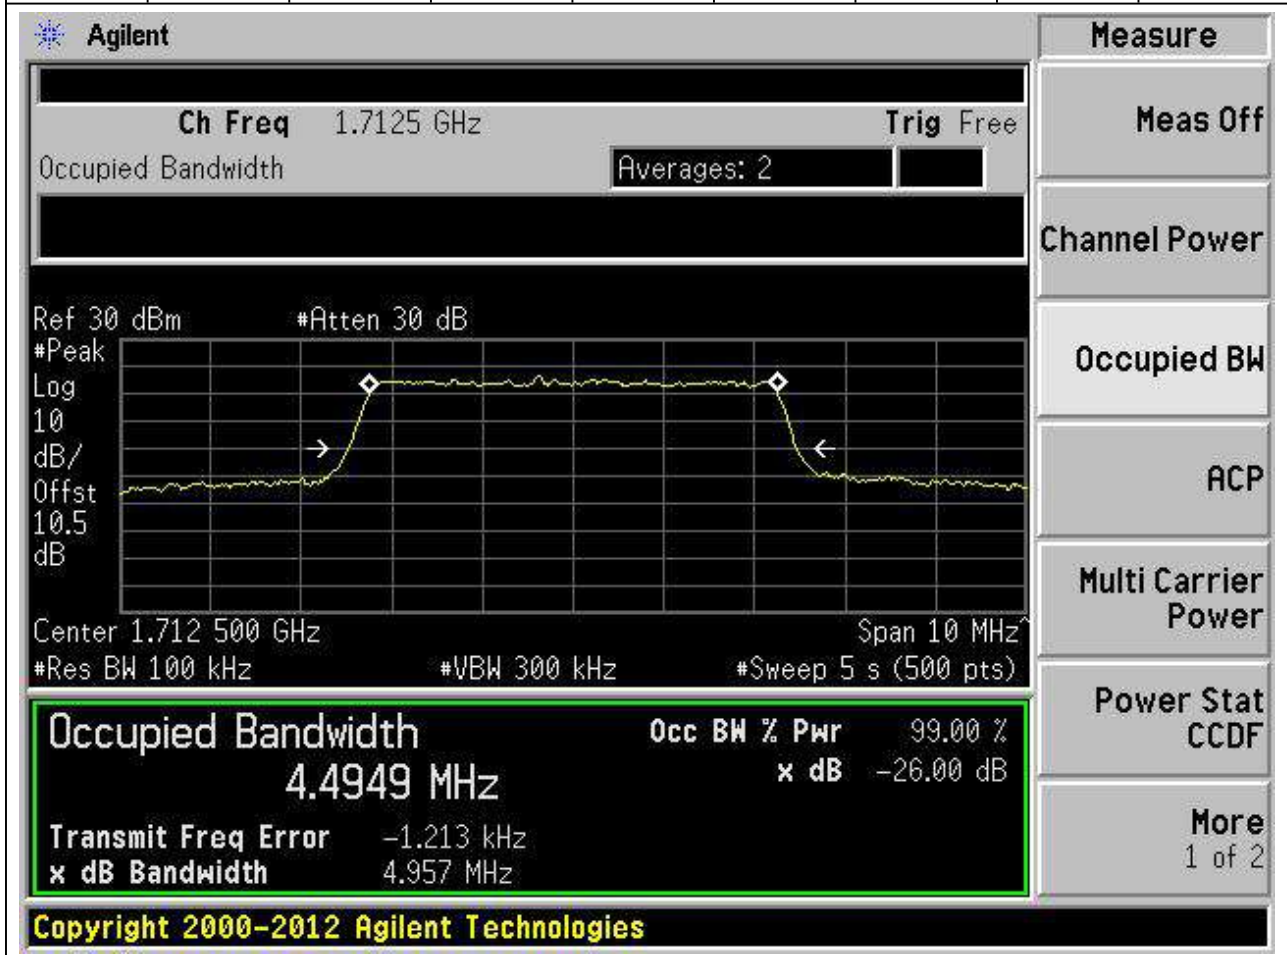 Agilent
Measure
Ch Freq 1.7125 GHz Trig Free
Occupied Bandwidth Averages: 2
Meas Off
Channel Power
Occupied BW
ACP
Multi Carrier
Power
Power Stat
CCDF
More
1 of 2
Ref 30 dBm #Atten 30 dB
#Peak
Log
10
dB/
Offst
10.5
dB
Center 1.712 500 GHz Span 10 MHz^
#Res BW 100 kHz #VBW 300 kHz #Sweep 5 s (500 pts)
Occupied Bandwidth Occ BW % Pwr 99.00 %
4.4949 MHz x dB -26.00 dB
Transmit Freq Error -1.213 kHz
x dB Bandwidth 4.957 MHz
Copyright 2000-2012 Agilent Technologies